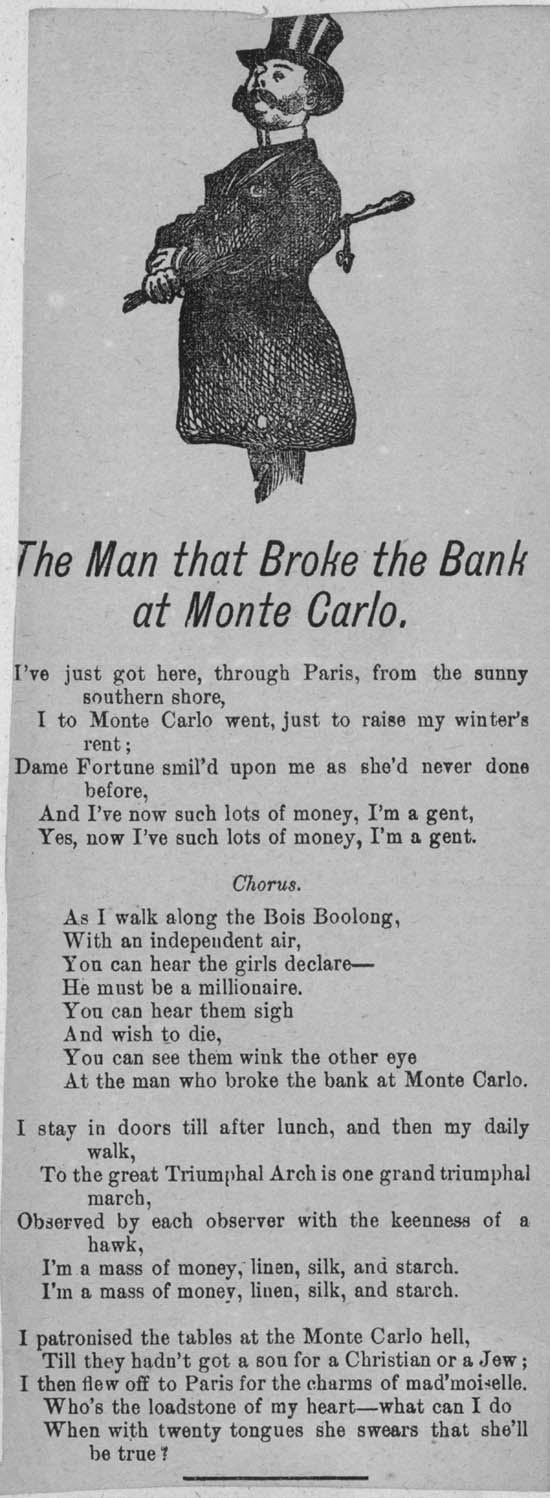 The Man that Broke the Bank
at Monte Carlo.
I've just got here, through Paris, from the sunny
southern shore,
I to Monte Carlo went, just to raise my winter's
rent;
Dame Fortune smil'd upon me as she'd never done
before,
And I've now such lots of money, I'm a gent,
Yes, now I've such lots of money, I'm a gent.
Chorus.
As I walk along the Bois Boolong,
With an independent air,
You can hear the girls declare—
He must be a millionaire.
You can hear them sigh
And wish to die,
You can see them wink the other eye
At the man who broke the bank at Monte Carlo.
I stay in doors till after lunch, and then my daily
walk,
To the great Triumphal Arch is one grand triumphal
march,
Observed by each observer with the keenness of a
hawk,
I'm a mass of money, linen, silk, and starch.
I'm a mass of money, linen, silk, and starch.
I patronised the tables at the Monte Carlo hell,
Till they hadn't got a sou for a Christian or a Jew;
I then flew off to Paris for the charms of mad'moiselle.
Who's the loadstone of my heart—what can I do
When with twenty tongues she swears that she'll
be true?